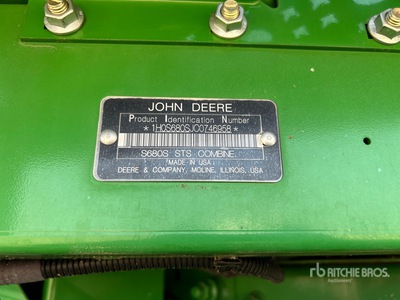 JOHN DEERE
Product Identification Number
*1H0S680SJC0746958*
S680S STS COMBINE
MADE IN USA
DEERE & COMPANY, MOLINE, ILLINOIS, USA
rb RITCHIE BROS.
Auctioneers